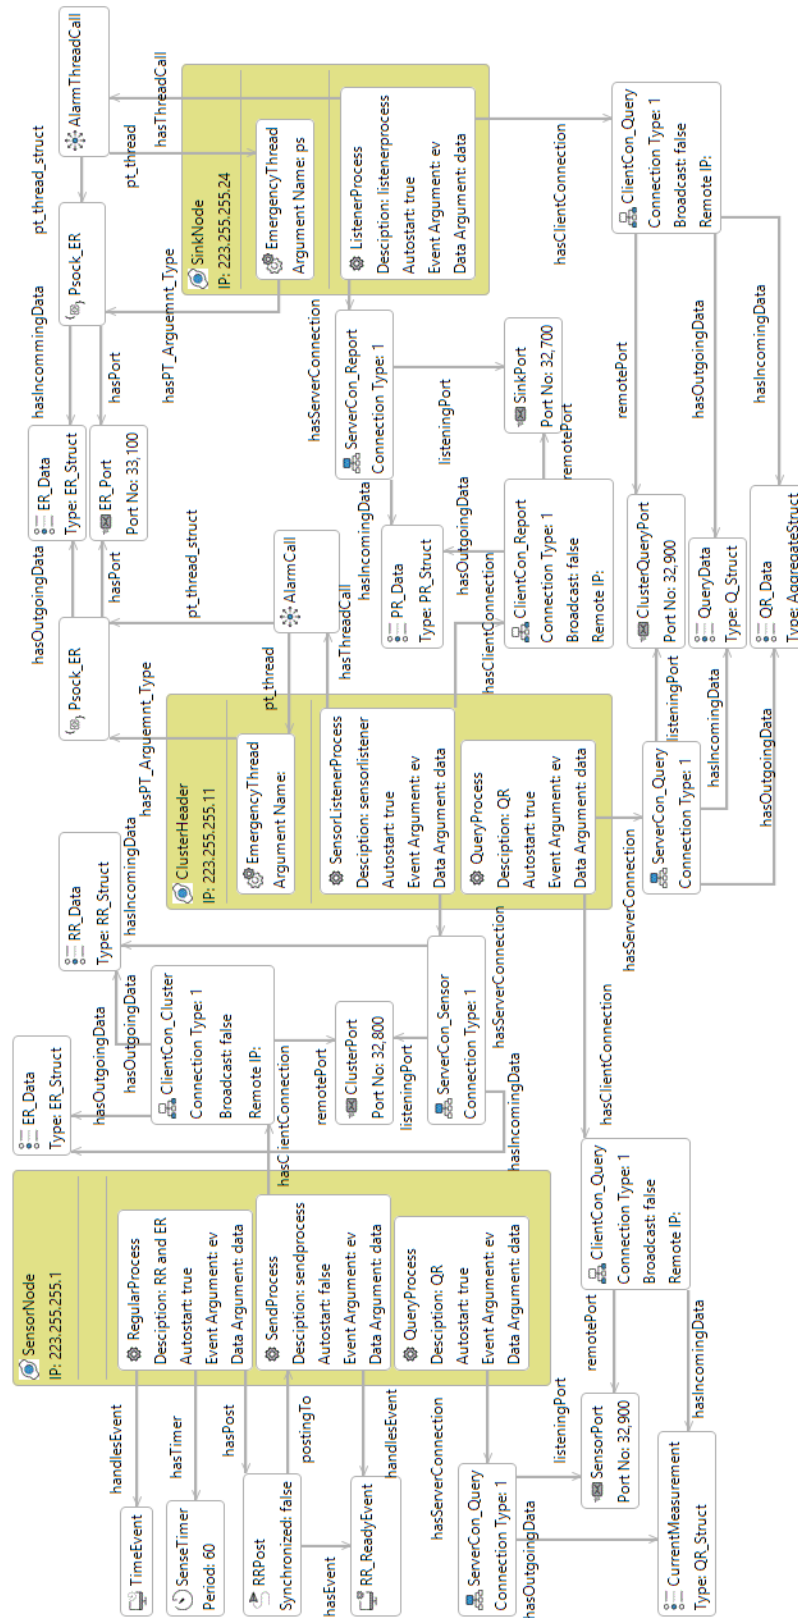 SensorNode
IP: 223.255.255.1
RegularProcess
Desciption: RR and ER
Autostart: true
Event Argument: ev
Data Argument: data
SendProcess
Desciption: sendprocess
Autostart: false
Event Argument: ev
Data Argument: data
QueryProcess
Desciption: QR
Autostart: true
Event Argument: ev
Data Argument: data
handlesEvent
TimeEvent
hasTimer
SenseTimer
Period: 60
hasPost
RRPost
Synchronized: false
postingTo
hasEvent
RR_ReadyEvent
handlesEvent
hasServerConnection
ServerCon_Query
Connection Type: 1
hasOutgoingData
listeningPort
SensorPort
Port No: 32,900
CurrentMeasurement
Type: QR_Struct
remotePort
hasIncomingData
ClientCon_Query
Connection Type: 1
Broadcast: false
Remote IP:
hasClientConnection
ER_Data
Type: ER_Struct
hasOutgoingData
hasOutgoingData
RR_Data
Type: RR_Struct
hasIncomingData
ClientCon_Cluster
Connection Type: 1
Broadcast: false
Remote IP:
hasClientConnection
remotePort
ClusterPort
Port No: 32,800
listeningPort
ServerCon_Sensor
Connection Type: 1
hasServerConnection
hasIncomingData
ClusterHeader
IP: 223.255.255.11
EmergencyThread
Argument Name:
SensorListenerProcess
Desciption: sensorlistener
Autostart: true
Event Argument: ev
Data Argument: data
QueryProcess
Desciption: QR
Autostart: true
Event Argument: ev
Data Argument: data
hasPT_Arguemnt_Type
Psock_ER
hasOutgoingData
hasPort
pt_thread_struct
pt_thread
AlarmCall
hasThreadCall
hasClientConnection
ClientCon_Report
Connection Type: 1
Broadcast: false
Remote IP:
hasOutgoingData
remotePort
PR_Data
Type: PR_Struct
hasIncomingData
SinkPort
Port No: 32,700
listeningPort
ServerCon_Report
Connection Type: 1
hasServerConnection
hasServerConnection
ServerCon_Query
Connection Type: 1
listeningPort
hasIncomingData
hasOutgoingData
ClusterQueryPort
Port No: 32,900
QueryData
Type: Q_Struct
QR_Data
Type: AggregateStruct
ER_Data
Type: ER_Struct
ER_Port
Port No: 33,100
hasIncommingData
hasPort
Psock_ER
hasPT_Arguemnt_Type
pt_thread_struct
AlarmThreadCall
pt_thread
hasThreadCall
SinkNode
IP: 223.255.255.24
EmergencyThread
Argument Name: ps
ListenerProcess
Desciption: listenerprocess
Autostart: true
Event Argument: ev
Data Argument: data
hasClientConnection
ClientCon_Query
Connection Type: 1
Broadcast: false
Remote IP:
remotePort
hasOutgoingData
hasIncomingData